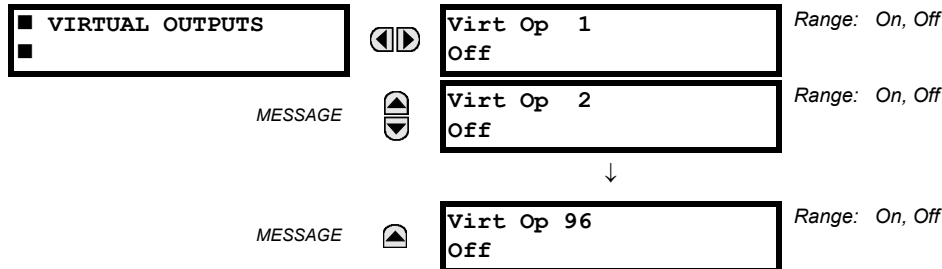 ■ VIRTUAL OUTPUTS
■
Virt Op 1
Off
Range: On, Off
MESSAGE
Virt Op 2
Off
Range: On, Off
↓
MESSAGE
Virt Op 96
Off
Range: On, Off